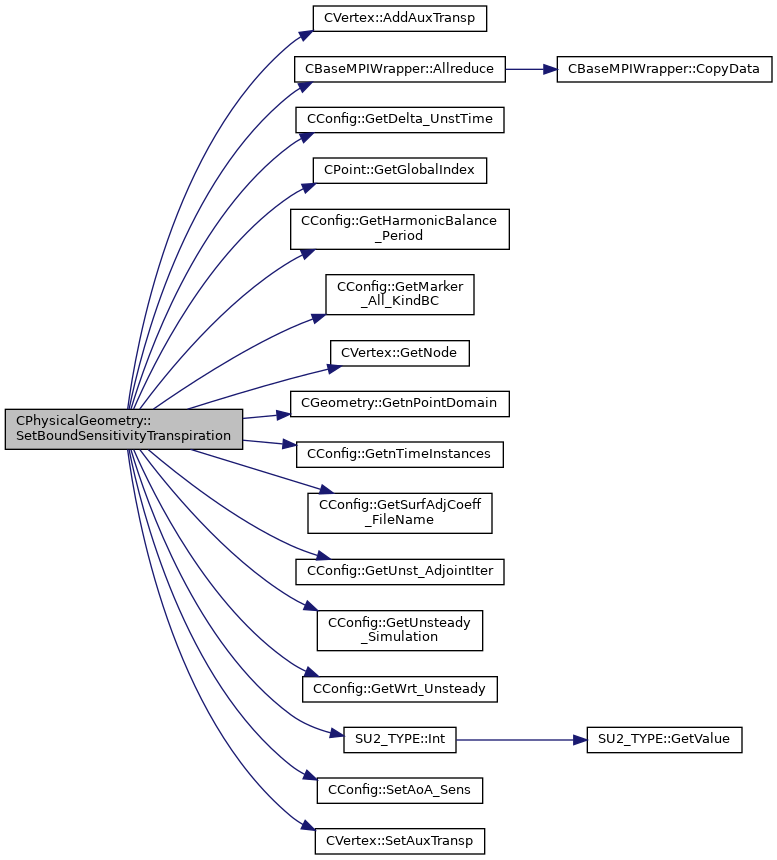 CVertex::AddAuxTransp
CBaseMPIWrapper::Allreduce
CBaseMPIWrapper::CopyData
CConfig::GetDelta_UnstTime
CPoint::GetGlobalIndex
CConfig::GetHarmonicBalance
_Period
CConfig::GetMarker
_All_KindBC
CVertex::GetNode
CPhysicalGeometry::
SetBoundSensitivityTranspiration
CGeometry::GetnPointDomain
CConfig::GetnTimeInstances
CConfig::GetSurfAdjCoeff
_FileName
CConfig::GetUnst_AdjointIter
CConfig::GetUnsteady
_Simulation
CConfig::GetWrt_Unsteady
SU2_TYPE::Int
SU2_TYPE::GetValue
CConfig::SetAoA_Sens
CVertex::SetAuxTransp